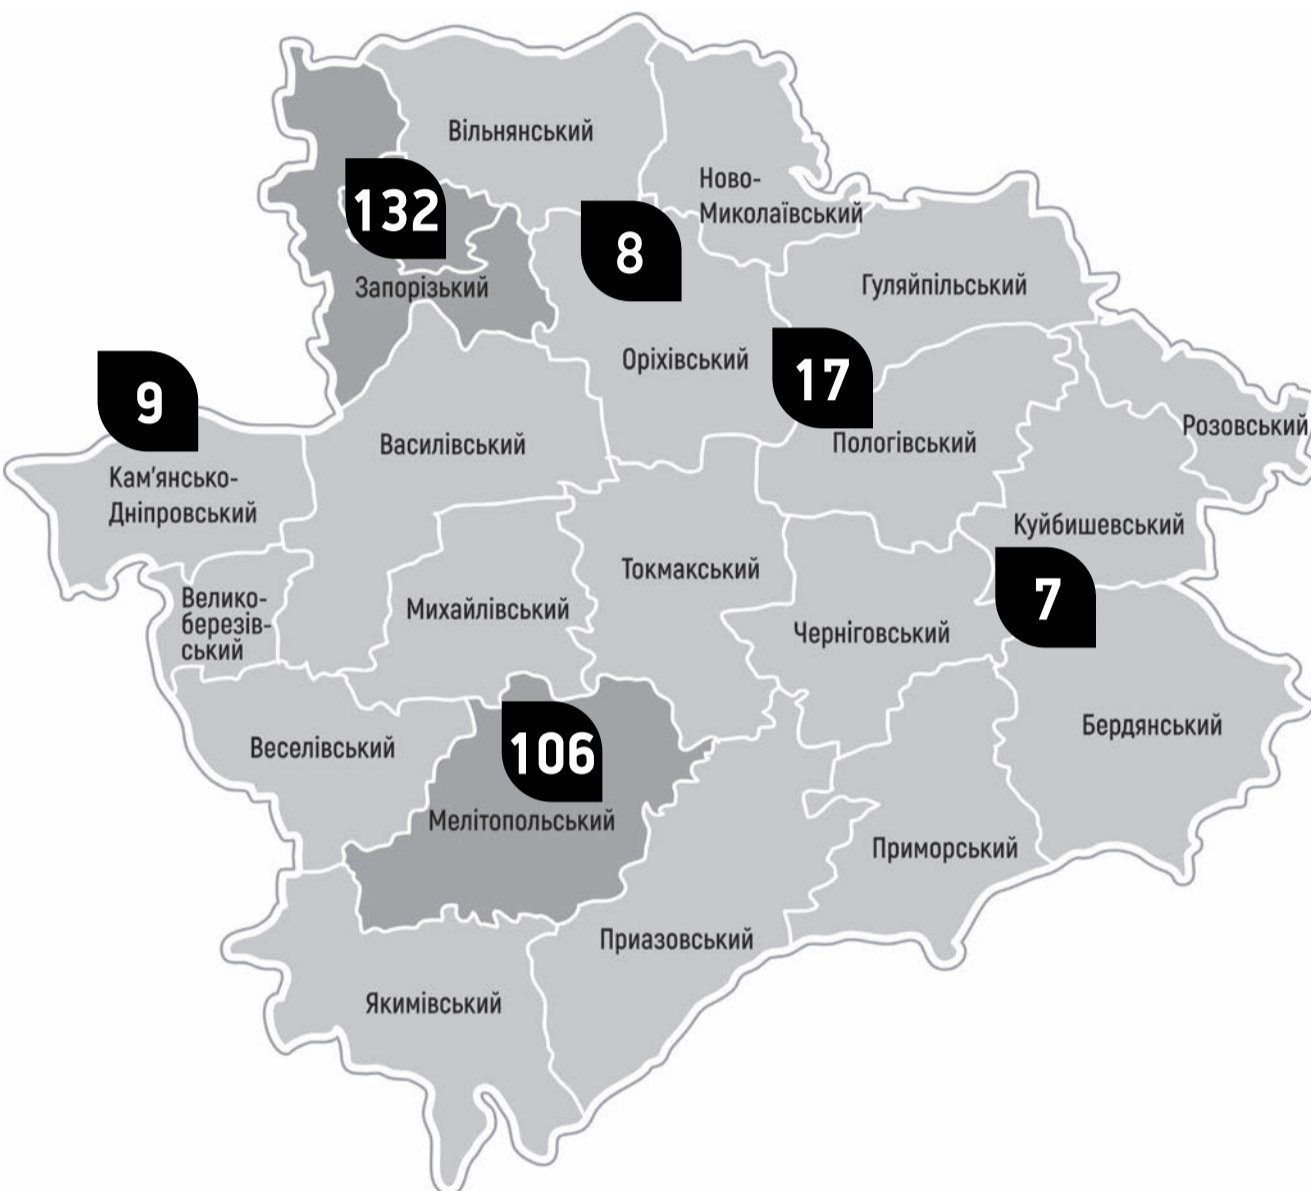 Вільнянський
Ново-
Миколаївський
132
8
Запорізький
Гуляйпільський
Оріхівський
17
9
Розовський
Василівський
Пологівський
Кам’янсько-
Дніпровський
Куйбишевський
Токмакський
7
Велико-
березів-
ський
Михайлівський
Черніговський
Бердянський
Веселівський
106
Мелітопольський
Приморський
Приазовський
Якимівський